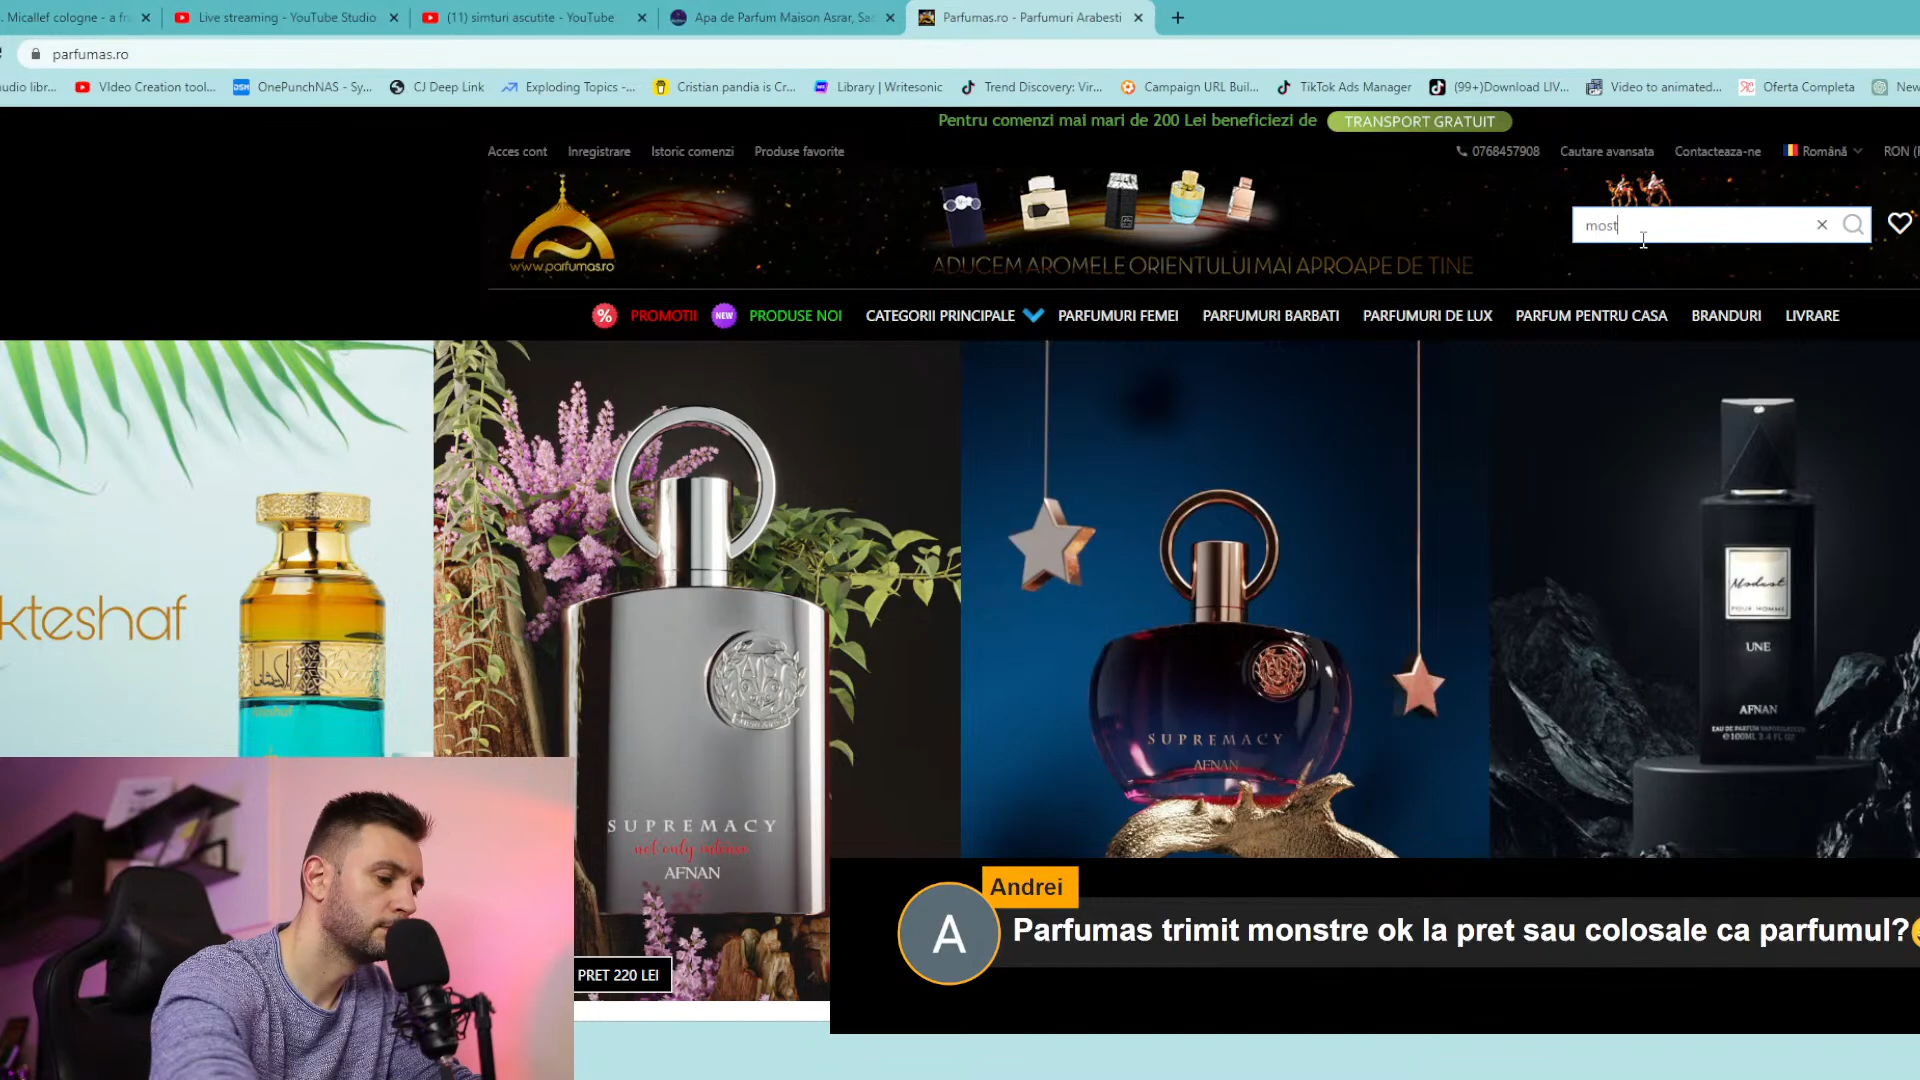 . Micallef cologne - a fra
Live streaming - YouTube Studio
(11) simturi ascutite - YouTube
Apa de Parfum Maison Asrar, Sa
Parfumas.ro - Parfumuri Arabesti
parfumas.ro
udio libr...
VIdeo Creation tool...
OnePunchNAS - Sy...
CJ Deep Link
Exploding Topics -...
Cristian pandia is Cr...
Library | Writesonic
Trend Discovery: Vir...
Campaign URL Buil...
TikTok Ads Manager
(99+)Download LIV...
Video to animated...
Oferta Completa
New
Pentru comenzi mai mari de 200 Lei beneficiezi de TRANSPORT GRATUIT
Acces cont
Inregistrare
Istoric comenzi
Produse favorite
0768457908
Cautare avansata
Contacteaza-ne
Română
RON (
most
www.parfumas.ro
ADUCEM AROMELE ORIENTULUI MAI APROAPE DE TINE
% PROMOTII
NEW PRODUSE NOI
CATEGORII PRINCIPALE
PARFUMURI FEMEI
PARFUMURI BARBATI
PARFUMURI DE LUX
PARFUM PENTRU CASA
BRANDURI
LIVRARE
kteshaf
SUPREMACY
not only intense
AFNAN
SUPREMACY
AFNAN
Modest
POUR HOMME
UNE
AFNAN
EAU DE PARFUM VAPORISATEUR
100ML 3.4 FL OZ
PRET 220 LEI
Andrei
A
Parfumas trimit monstre ok la pret sau colosale ca parfumul?